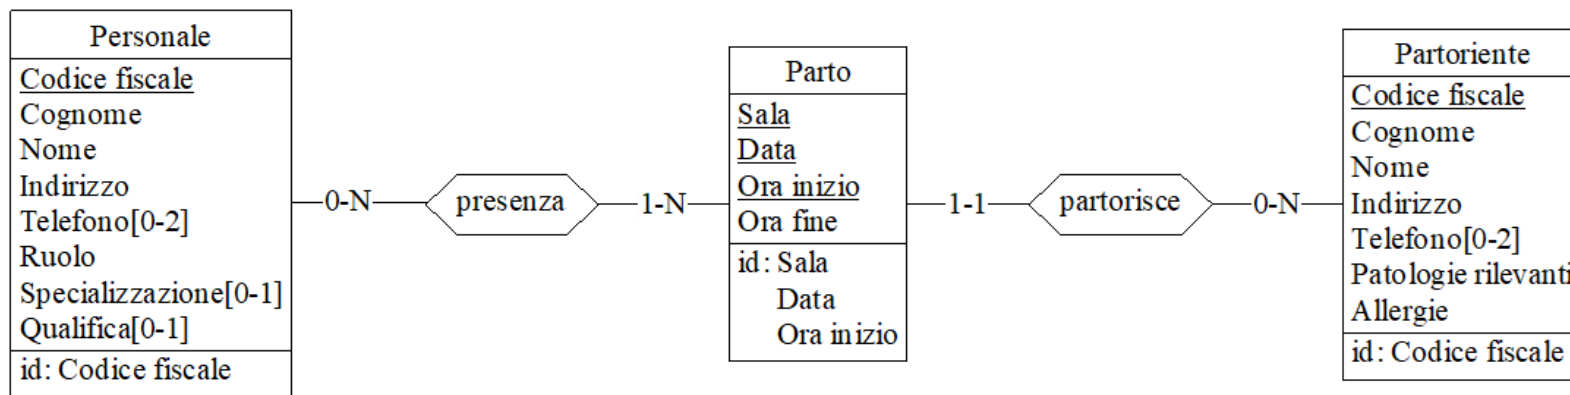 Personale
Codice fiscale
Cognome
Nome
Indirizzo
Telefono[0-2]
Ruolo
Specializzazione[0-1]
Qualifica[0-1]
id: Codice fiscale
0-N
presenza
1-N
Parto
Sala
Data
Ora inizio
Ora fine
id: Sala
Data
Ora inizio
1-1
partorisce
0-N
Partoriente
Codice fiscale
Cognome
Nome
Indirizzo
Telefono[0-2]
Patologie rilevanti
Allergie
id: Codice fiscale